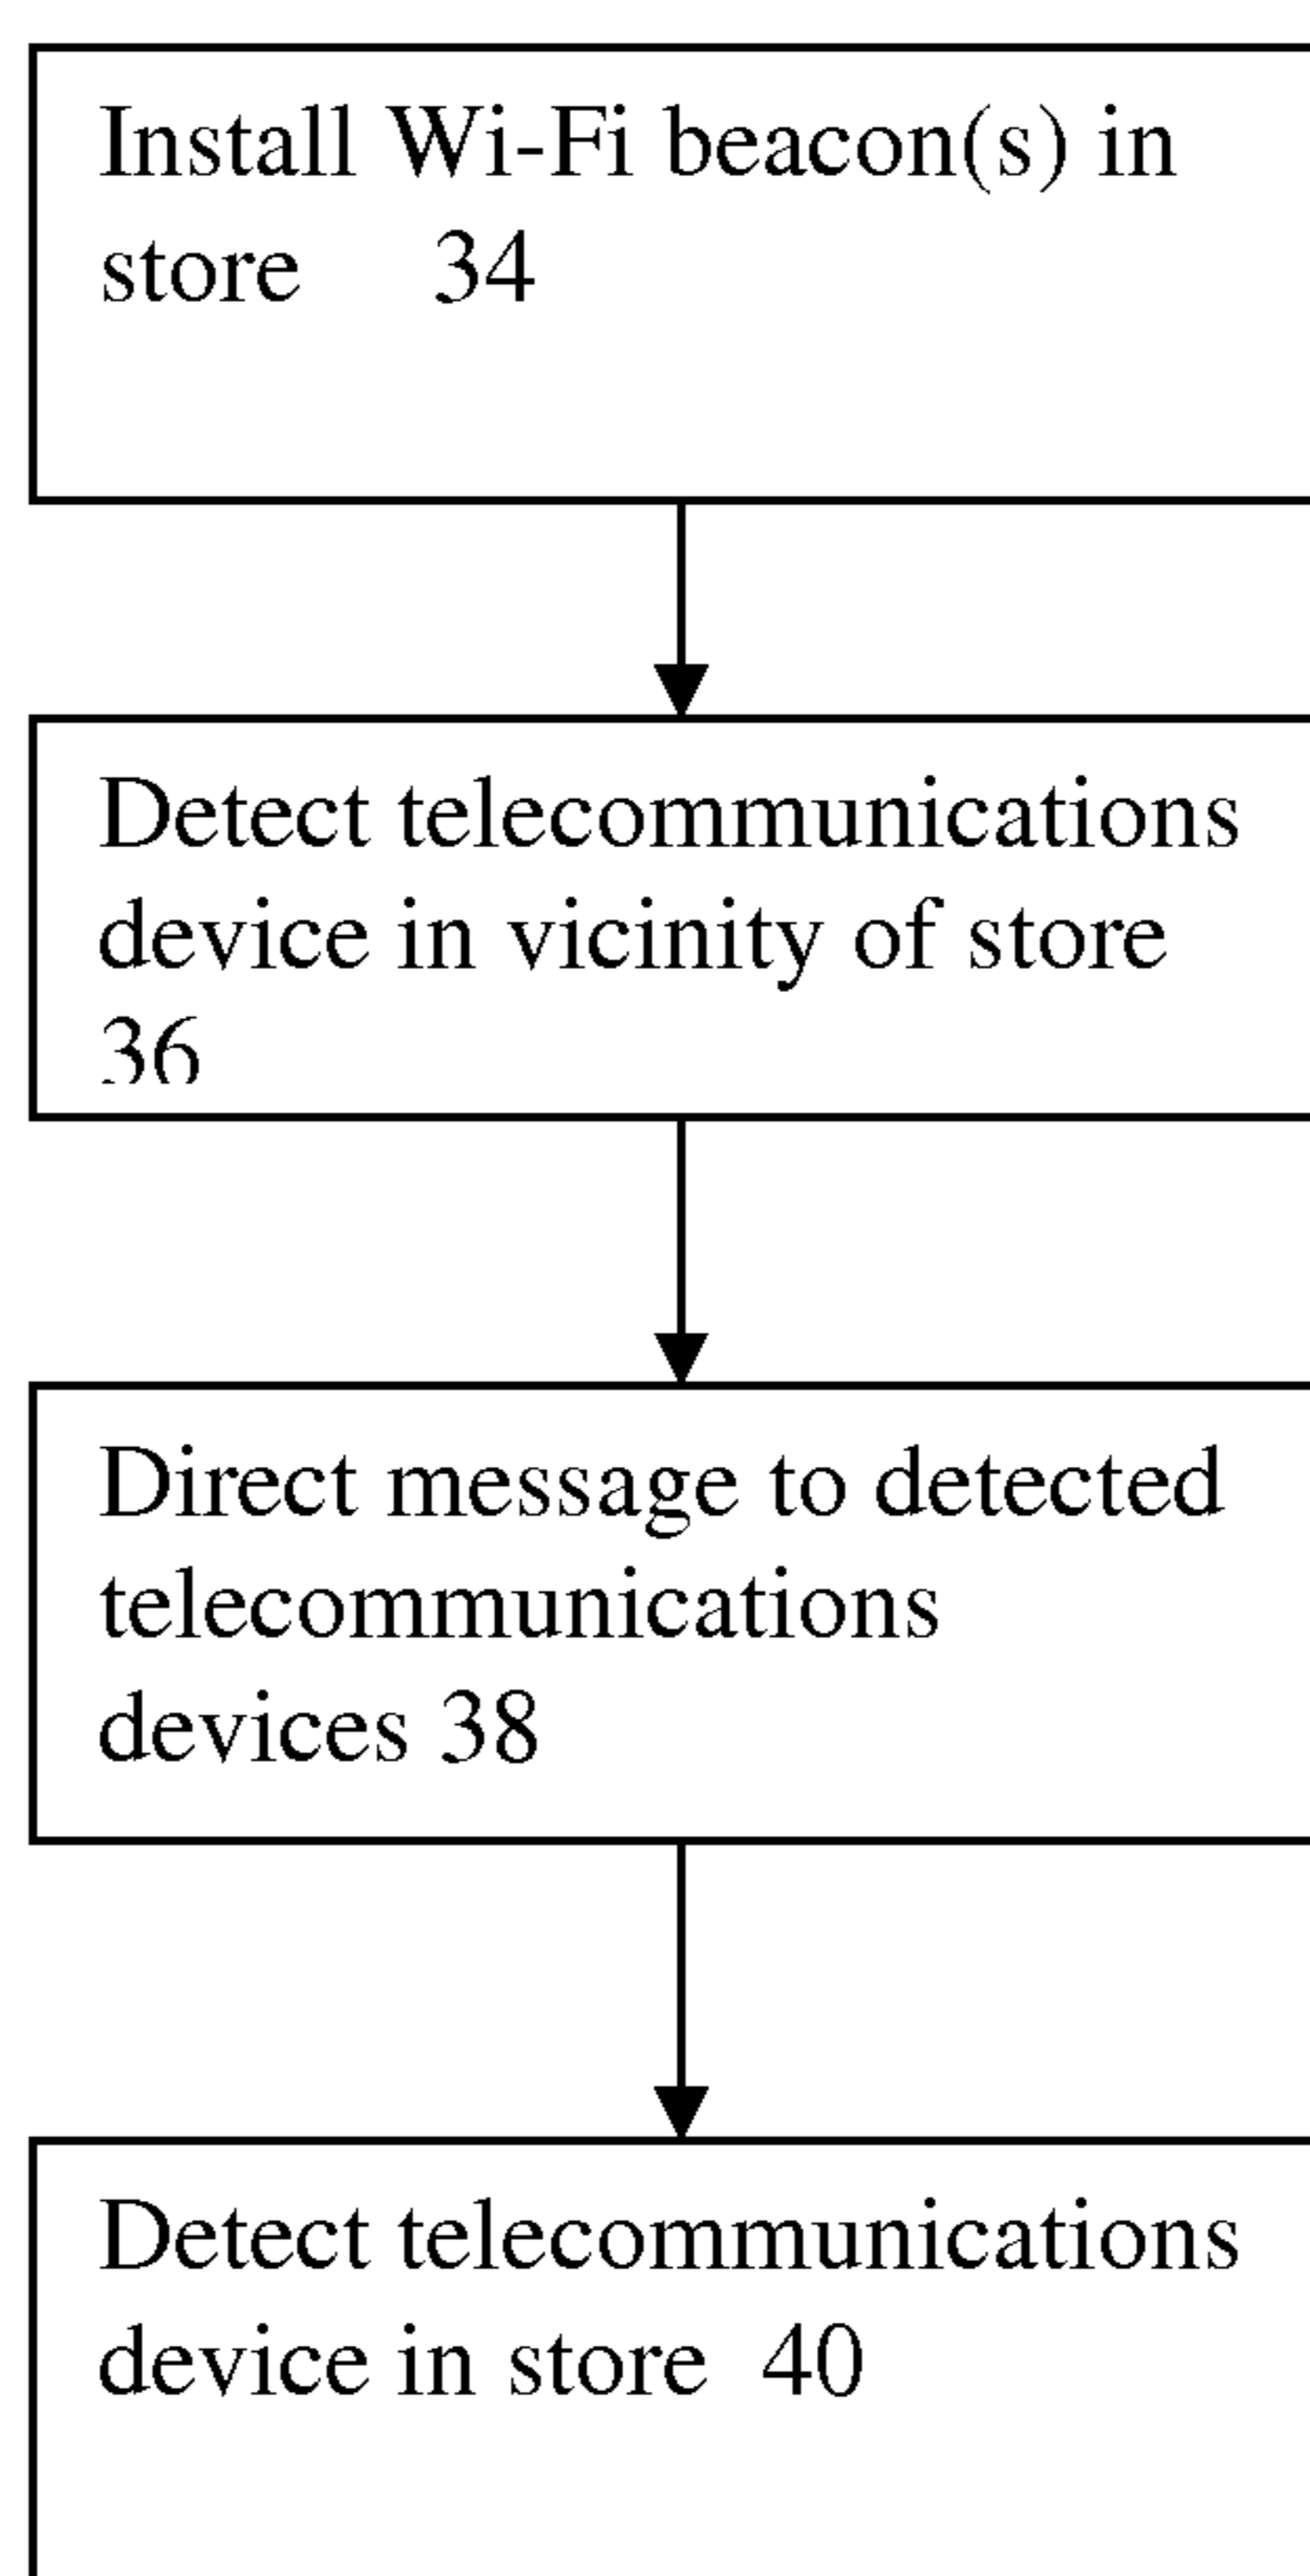 Install Wi-Fi beacon(s) in
store 34
Detect telecommunications
device in vicinity of store
36
Direct message to detected
telecommunications
devices 38
Detect telecommunications
device in store 40